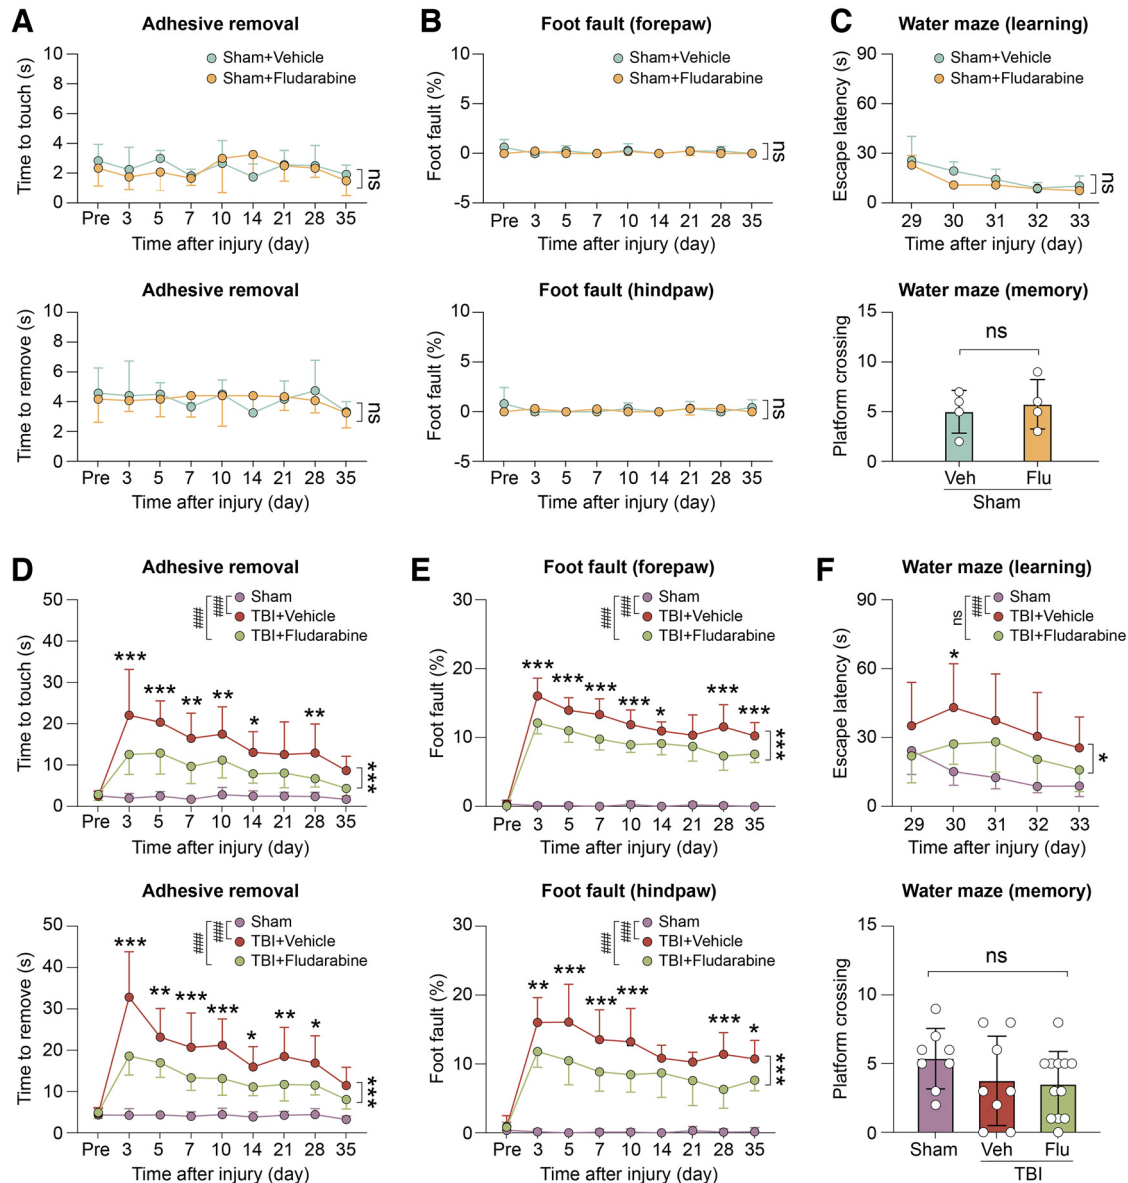 A
Adhesive removal
Time to touch (s)
10
8
6
4
2
0
Sham+Vehicle
Sham+Fludarabine
ns
Pre 3 5 7 10 14 21 28 35
Time after injury (day)
B
Foot fault (forepaw)
Foot fault (%)
10
5
0
-5
Sham+Vehicle
Sham+Fludarabine
ns
Pre 3 5 7 10 14 21 28 35
Time after injury (day)
C
Water maze (learning)
Escape latency (s)
90
60
30
0
Sham+Vehicle
Sham+Fludarabine
ns
29 30 31 32 33
Time after injury (day)
Adhesive removal
Time to remove (s)
10
8
6
4
2
0
ns
Pre 3 5 7 10 14 21 28 35
Time after injury (day)
Foot fault (hindpaw)
Foot fault (%)
10
5
0
-5
ns
Pre 3 5 7 10 14 21 28 35
Time after injury (day)
Water maze (memory)
Platform crossing
15
10
5
0
ns
Veh Flu
Sham
D
Adhesive removal
Time to touch (s)
50
40
30
20
10
0
###
###
Sham
TBI+Vehicle
TBI+Fludarabine
*** *** ** ** * **
***
Pre 3 5 7 10 14 21 28 35
Time after injury (day)
E
Foot fault (forepaw)
Foot fault (%)
30
20
10
0
###
###
Sham
TBI+Vehicle
TBI+Fludarabine
*** *** *** *** * *** ***
***
Pre 3 5 7 10 14 21 28 35
Time after injury (day)
F
Water maze (learning)
Escape latency (s)
90
60
30
0
ns
###
Sham
TBI+Vehicle
TBI+Fludarabine
*
*
29 30 31 32 33
Time after injury (day)
Adhesive removal
Time to remove (s)
50
40
30
20
10
0
###
###
Sham
TBI+Vehicle
TBI+Fludarabine
*** ** *** *** * ** *
***
Pre 3 5 7 10 14 21 28 35
Time after injury (day)
Foot fault (hindpaw)
Foot fault (%)
30
20
10
0
###
###
Sham
TBI+Vehicle
TBI+Fludarabine
** *** *** *** *** *
***
Pre 3 5 7 10 14 21 28 35
Time after injury (day)
Water maze (memory)
Platform crossing
15
10
5
0
ns
Sham Veh Flu
TBI